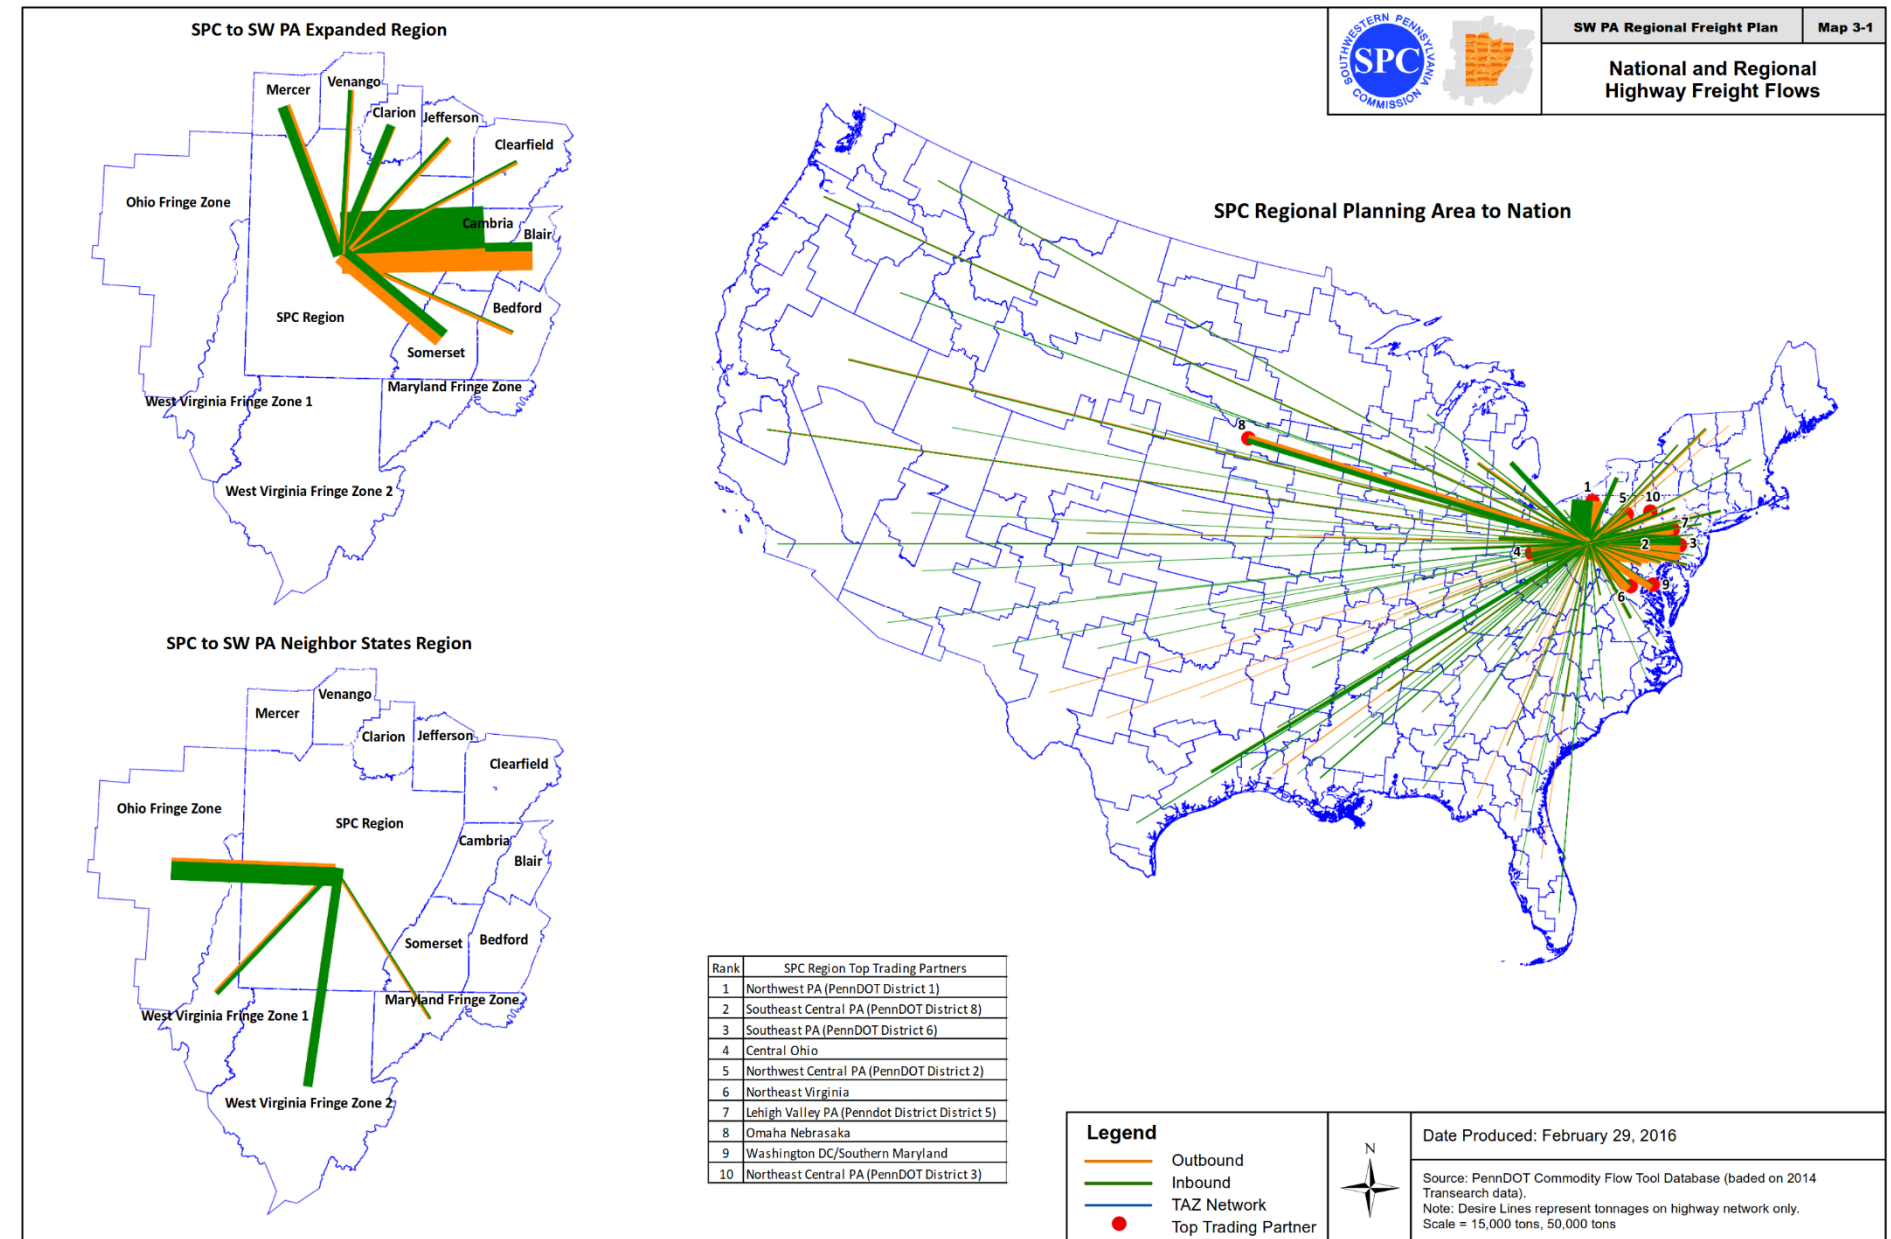 SPC to SW PA Expanded Region
Mercer
Venango
Clarion
Jefferson
Clearfield
Ohio Fringe Zone
Cambria
Blair
SPC Region
Bedford
Somerset
Maryland Fringe Zone
West Virginia Fringe Zone 1
West Virginia Fringe Zone 2
SPC to SW PA Neighbor States Region
Venango
Mercer
Clarion
Jefferson
Clearfield
Ohio Fringe Zone
SPC Region
Cambria
Blair
Somerset
Bedford
Maryland Fringe Zone
West Virginia Fringe Zone 1
West Virginia Fringe Zone 2
SOUTHWESTERN PENNSYLVANIA
SPC
COMMISSION
SW PA Regional Freight Plan
Map 3-1
National and Regional
Highway Freight Flows
SPC Regional Planning Area to Nation
8
1
5
10
7
2
3
4
9
6
Rank SPC Region Top Trading Partners
1 Northwest PA (PennDOT District 1)
2 Southeast Central PA (PennDOT District 8)
3 Southeast PA (PennDOT District 6)
4 Central Ohio
5 Northwest Central PA (PennDOT District 2)
6 Northeast Virginia
7 Lehigh Valley PA (Penndot District District 5)
8 Omaha Nebrasaka
9 Washington DC/Southern Maryland
10 Northeast Central PA (PennDOT District 3)
Legend
Outbound
Inbound
TAZ Network
Top Trading Partner
N
Date Produced: February 29, 2016
Source: PennDOT Commodity Flow Tool Database (baded on 2014
Transearch data).
Note: Desire Lines represent tonnages on highway network only.
Scale = 15,000 tons, 50,000 tons